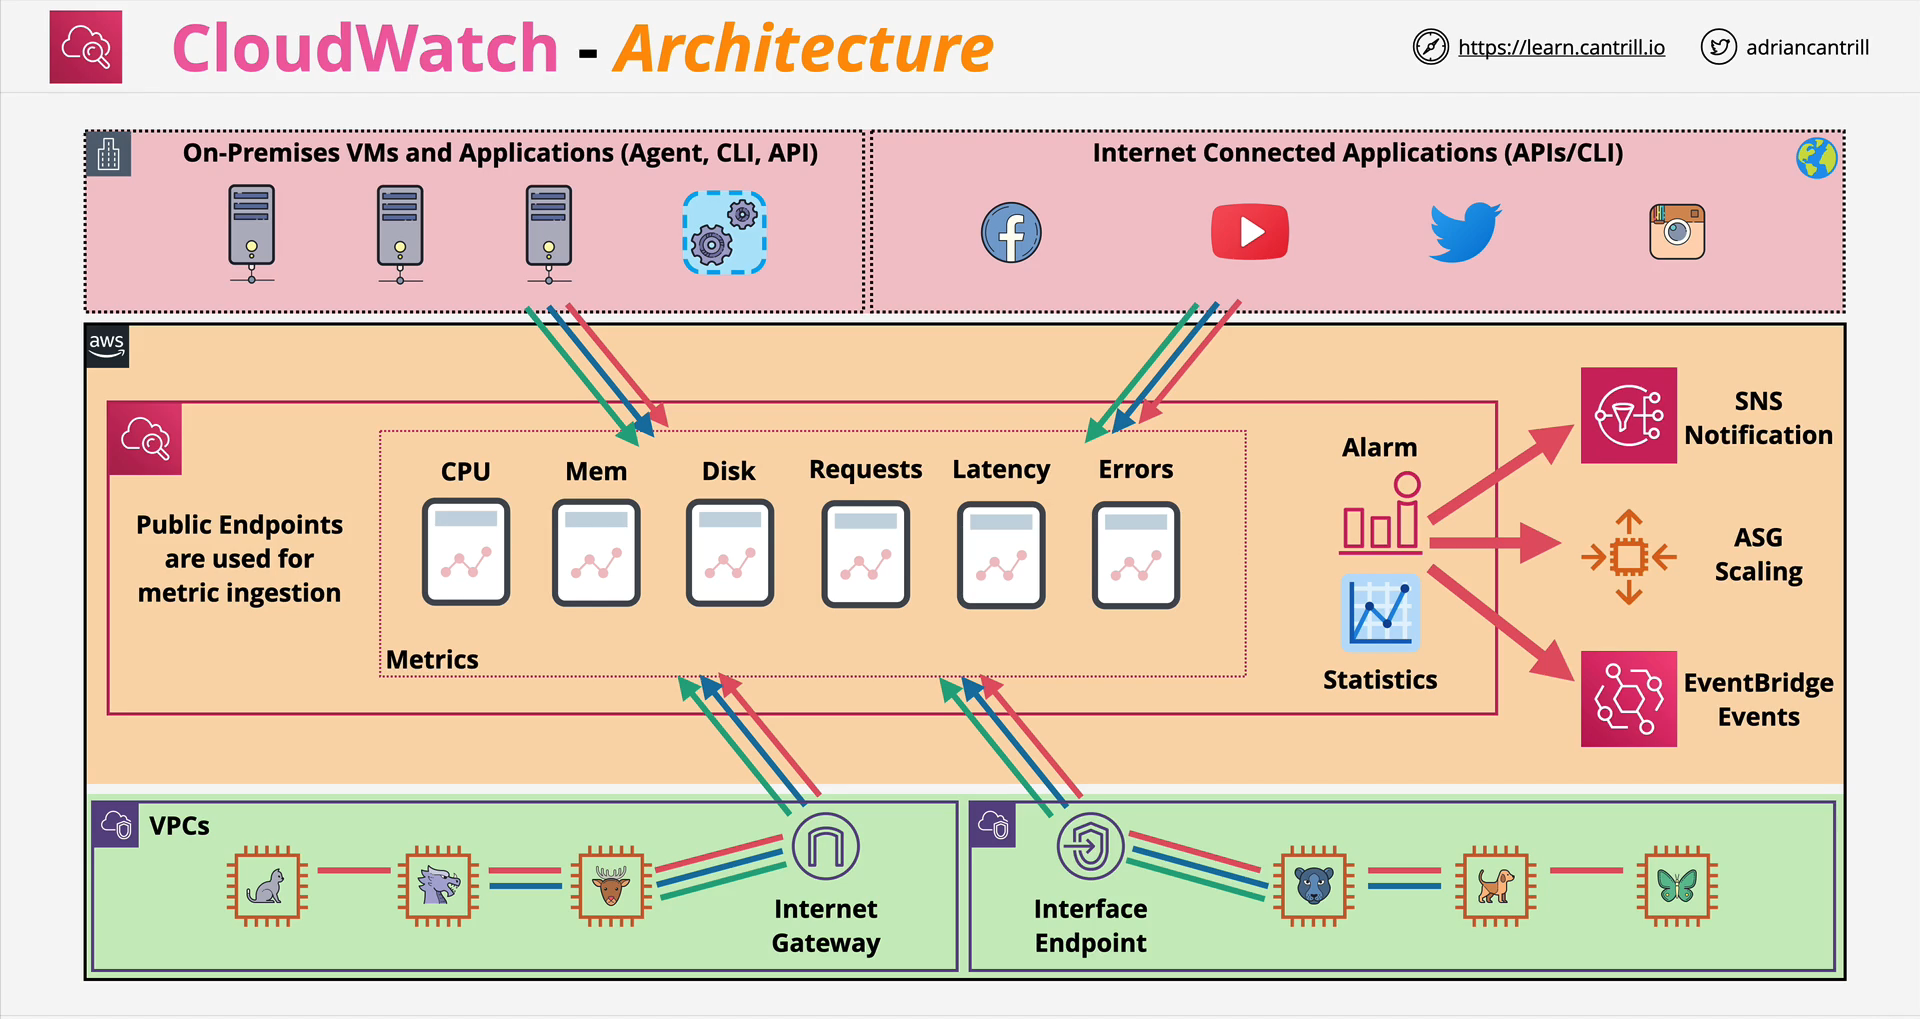 CloudWatch - Architecture
https://learn.cantrill.io
adriancantrill
On-Premises VMs and Applications (Agent, CLI, API)
Internet Connected Applications (APIs/CLI)
aws
Public Endpoints
are used for
metric ingestion
CPU
Mem
Disk
Requests
Latency
Errors
Metrics
Alarm
Statistics
SNS
Notification
ASG
Scaling
EventBridge
Events
VPCs
Internet
Gateway
Interface
Endpoint